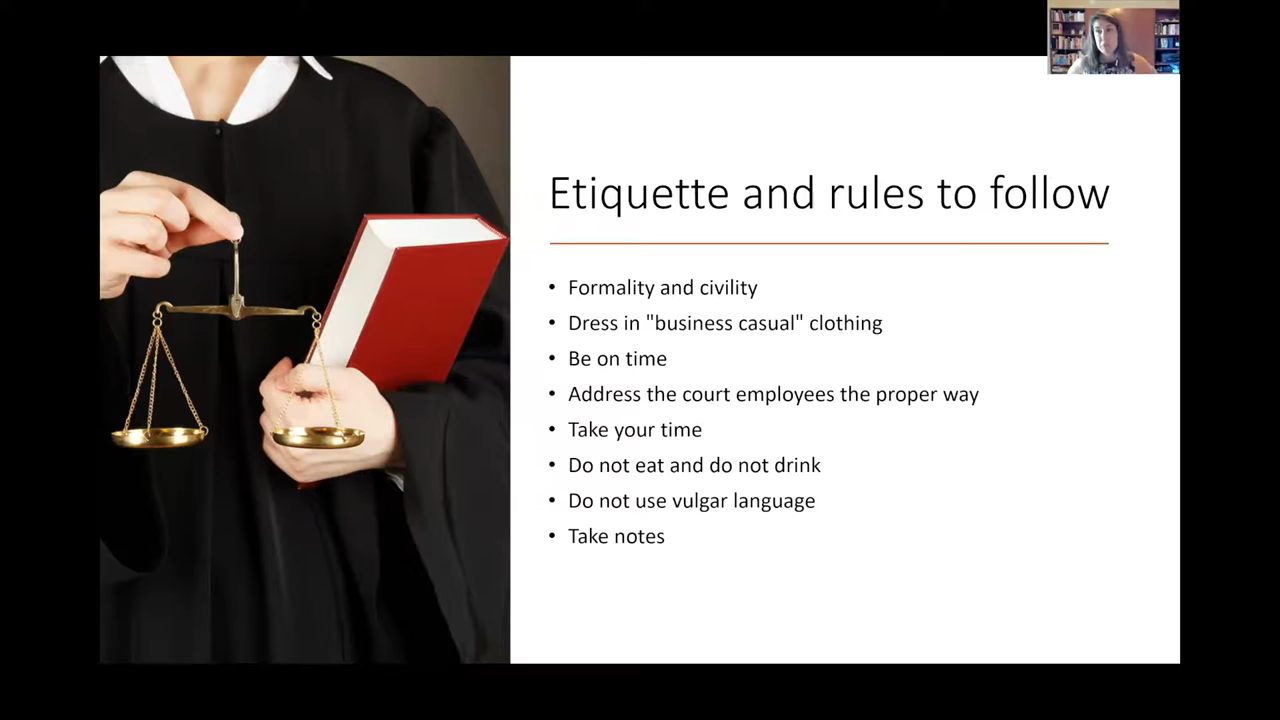 Etiquette and rules to follow
• Formality and civility
• Dress in "business casual" clothing
• Be on time
• Address the court employees the proper way
• Take your time
• Do not eat and do not drink
• Do not use vulgar language
• Take notes